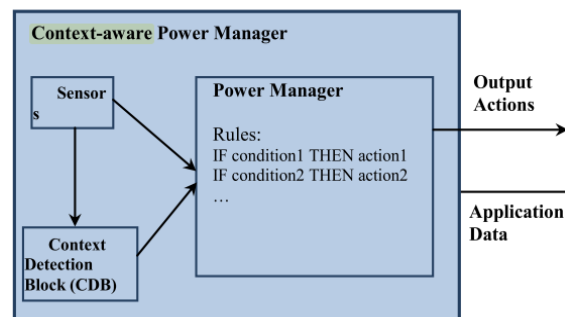 Context-aware Power Manager
Sensor
s
Power Manager
Rules:
IF condition1 THEN action1
IF condition2 THEN action2
…
Context
Detection
Block (CDB)
Output
Actions
Application
Data